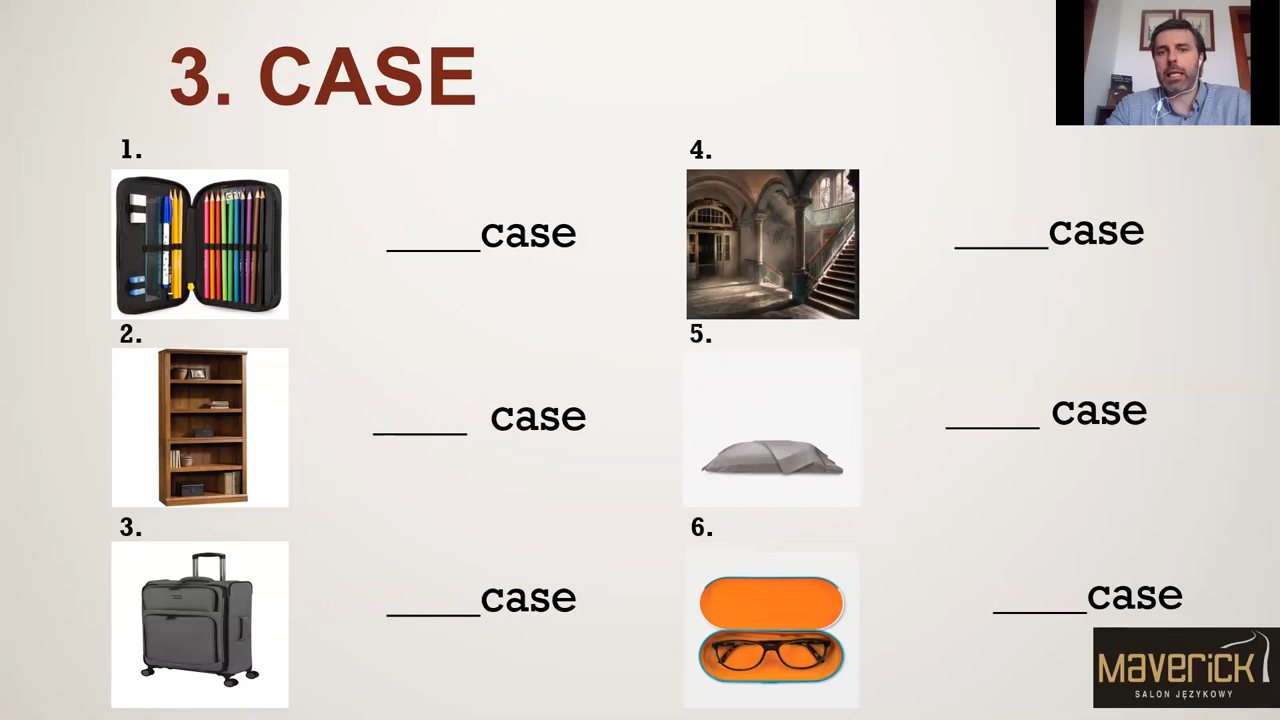 3. CASE
1.
_____case
2.
_____ case
3.
_____case
4.
_____case
5.
_____ case
6.
_____case
MAVERICK
SALON JĘZYKOWY